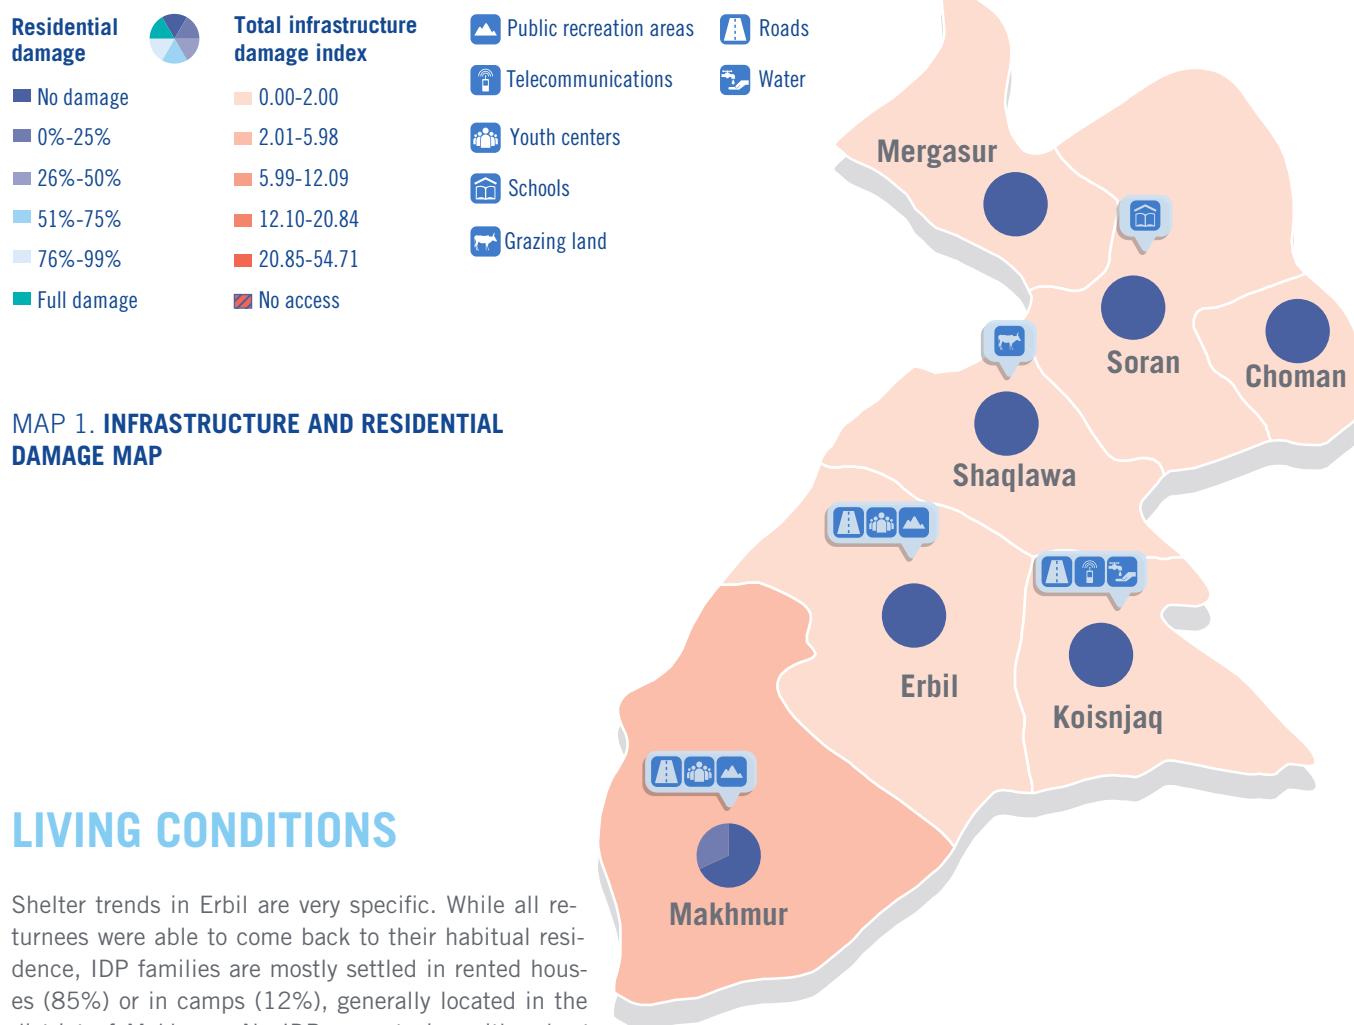 Residential
damage
No damage
0%-25%
26%-50%
51%-75%
76%-99%
Full damage
Total infrastructure
damage index
0.00-2.00
2.01-5.98
5.99-12.09
12.10-20.84
20.85-54.71
No access
Public recreation areas
Telecommunications
Youth centers
Schools
Grazing land
Roads
Water
MAP 1. INFRASTRUCTURE AND RESIDENTIAL
DAMAGE MAP
Mergasur
Soran
Choman
Shaqlawa
Erbil
Koisnjaq
Makhmur
LIVING CONDITIONS
Shelter trends in Erbil are very specific. While all re-
turnees were able to come back to their habitual resi-
dence, IDP families are mostly settled in rented hous-
es (85%) or in camps (12%), generally located in the